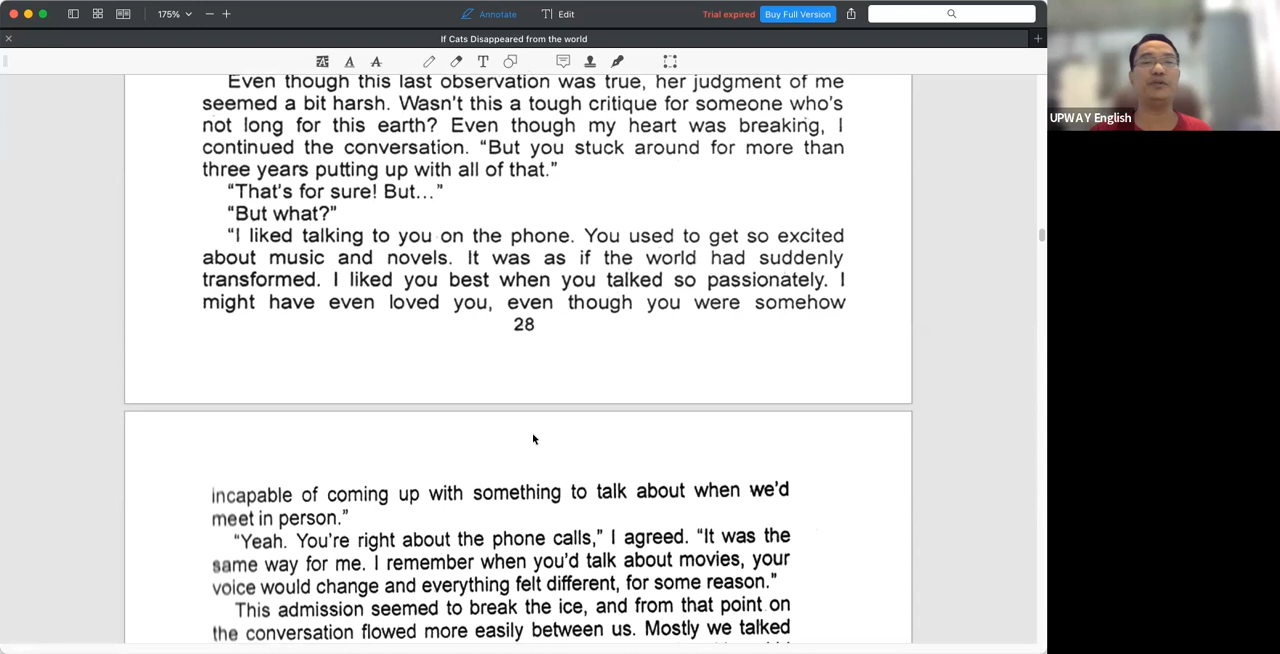 175%
Annotate
Edit
Trial expired
Buy Full Version
If Cats Disappeared from the world
Even though this last observation was true, her judgment of me
seemed a bit harsh. Wasn't this a tough critique for someone who's
not long for this earth? Even though my heart was breaking, I
continued the conversation. “But you stuck around for more than
three years putting up with all of that.”
“That's for sure! But...”
“But what?”
“I liked talking to you on the phone. You used to get so excited
about music and novels. It was as if the world had suddenly
transformed. I liked you best when you talked so passionately. I
might have even loved you, even though you were somehow
28
incapable of coming up with something to talk about when we'd
meet in person.”
“Yeah. You're right about the phone calls,” I agreed. “It was the
same way for me. I remember when you'd talk about movies, your
voice would change and everything felt different, for some reason.”
This admission seemed to break the ice, and from that point on
the conversation flowed more easily between us. Mostly we talked
UPWAY English